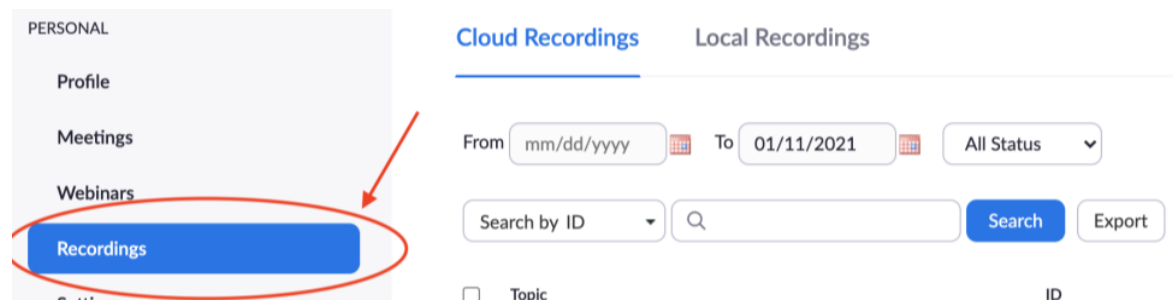 PERSONAL
Profile
Meetings
Webinars
Recordings
Cloud Recordings Local Recordings
From mm/dd/yyyy To 01/11/2021 All Status
Search by ID Search Export
Topic ID